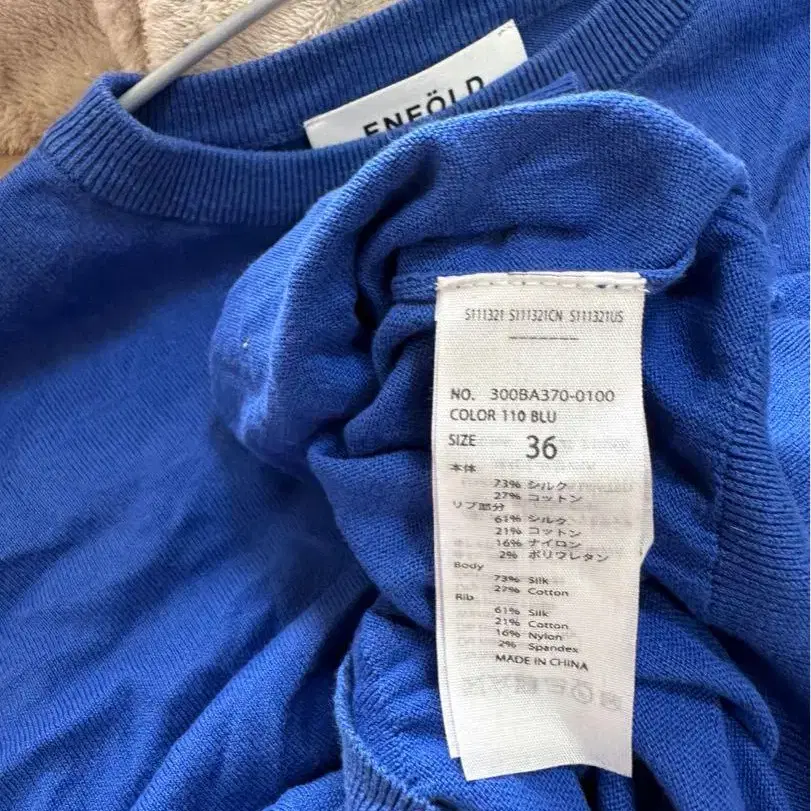 ENFÖLD
S111321 S111321CN S111321US
NO. 300BA370-0100
COLOR 110 BLU
SIZE 36
本体
73% シルク
27% コットン
リブ部分
61% シルク
21% コットン
16% ナイロン
2% ポリウレタン
Body
73% Silk
27% Cotton
Rib
61% Silk
21% Cotton
16% Nylon
2% Spandex
MADE IN CHINA